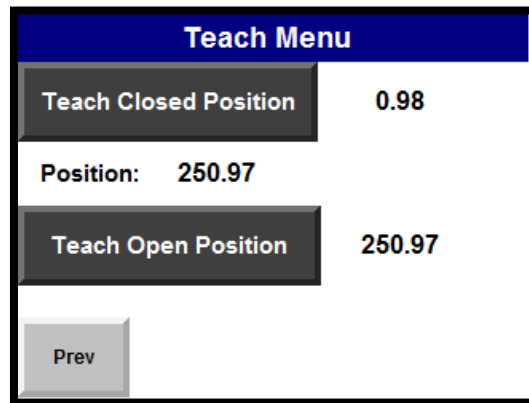 Teach Menu
Teach Closed Position 0.98
Position: 250.97
Teach Open Position 250.97
Prev